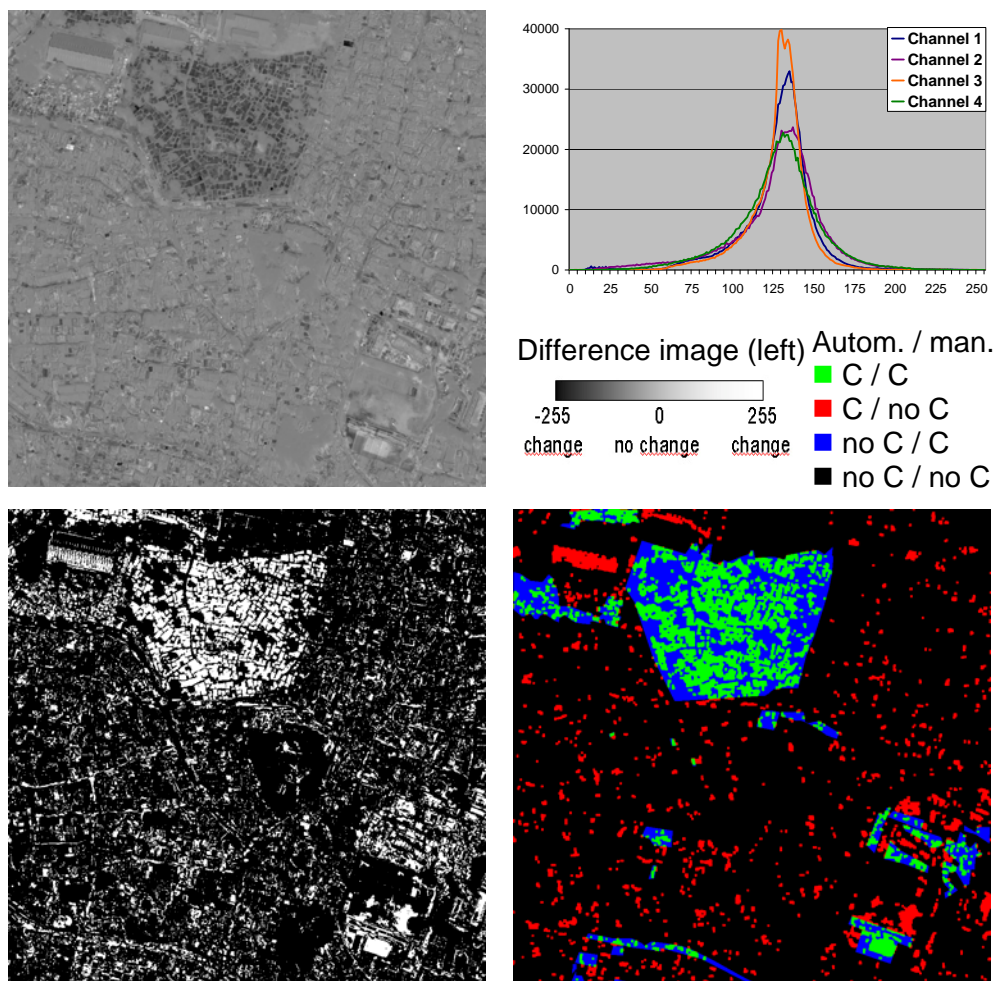 40000
30000
20000
10000
0
0 25 50 75 100 125 150 175 200 225 250
Channel 1
Channel 2
Channel 3
Channel 4
Difference image (left)
-255 0 255
change no change change
Autom. / man.
C / C
C / no C
no C / C
no C / no C